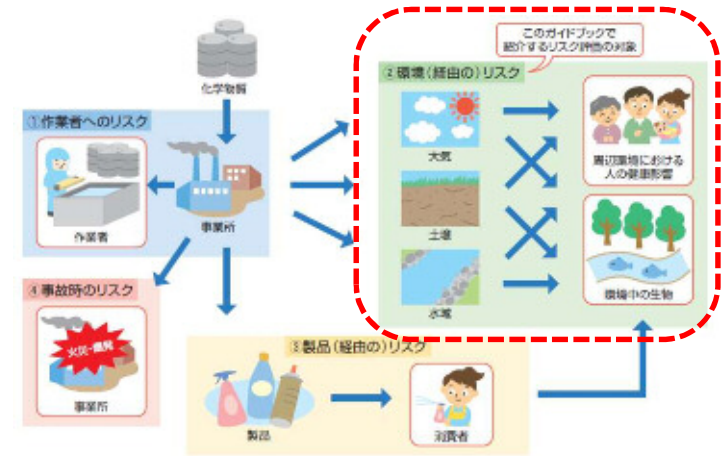 このガイドブックで
紹介するリスク評価の対象
化学物質
①作業者へのリスク
作業者
事業所
②環境(経由の)リスク
大気
土壌
水域
周辺環境における
人の健康影響
環境中の生物
④事故時のリスク
火災・爆発
事業所
③製品(経由の)リスク
製品
消費者